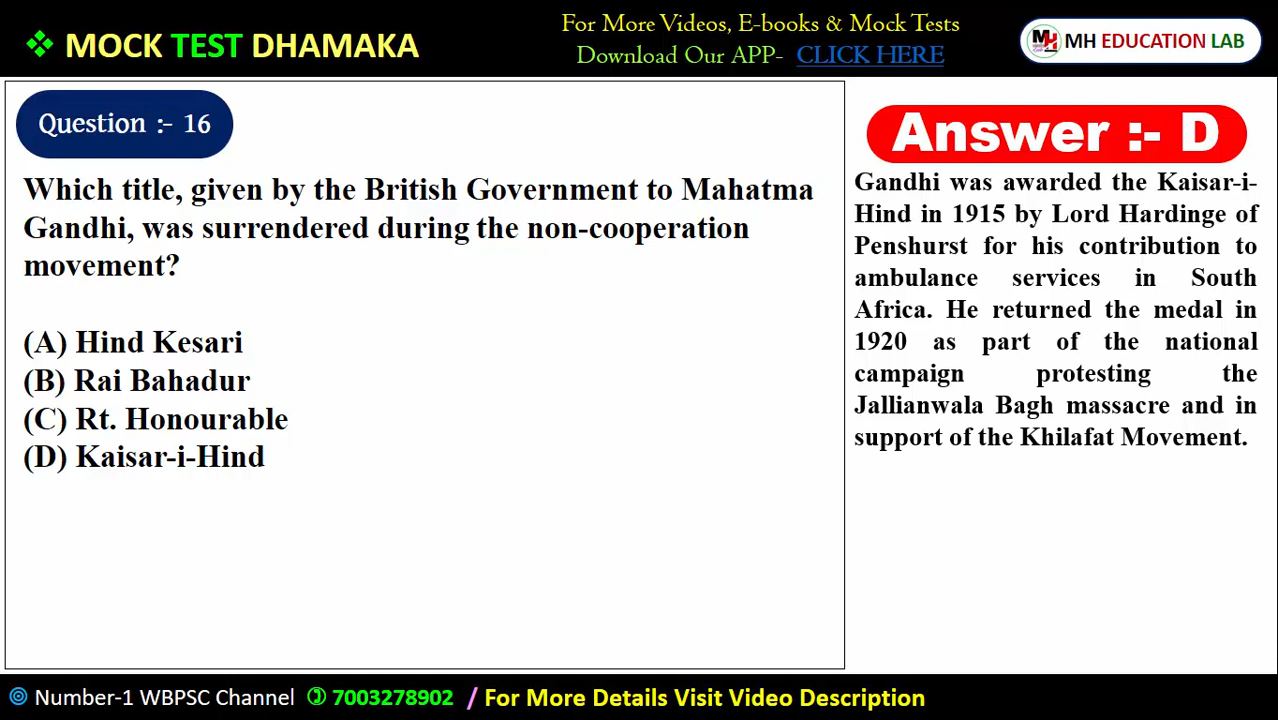 ❖ MOCK TEST DHAMAKA
For More Videos, E-books & Mock Tests
Download Our APP- CLICK HERE
MH
MH EDUCATION LAB
Question :- 16
Which title, given by the British Government to Mahatma
Gandhi, was surrendered during the non-cooperation
movement?
(A) Hind Kesari
(B) Rai Bahadur
(C) Rt. Honourable
(D) Kaisar-i-Hind
Answer :- D
Gandhi was awarded the Kaisar-i-
Hind in 1915 by Lord Hardinge of
Penshurst for his contribution to
ambulance services in South
Africa. He returned the medal in
1920 as part of the national
campaign protesting the
Jallianwala Bagh massacre and in
support of the Khilafat Movement.
Number-1 WBPSC Channel 7003278902 / For More Details Visit Video Description